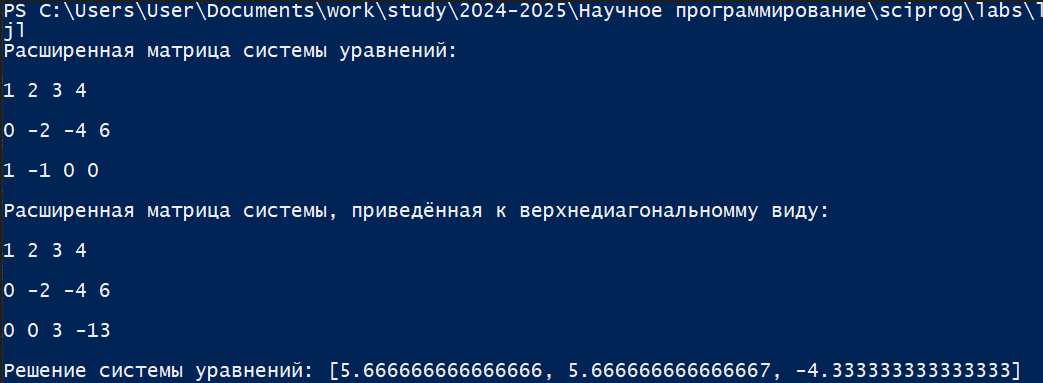 PS C:\Users\User\Documents\work\study\2024-2025\Научное программирование\sciprog\labs\l
jl
Расширенная матрица системы уравнений:
1 2 3 4
0 -2 -4 6
1 -1 0 0
Расширенная матрица системы, приведённая к верхнедиагональномму виду:
1 2 3 4
0 -2 -4 6
0 0 3 -13
Решение системы уравнений: [5.666666666666666, 5.666666666666667, -4.333333333333333]